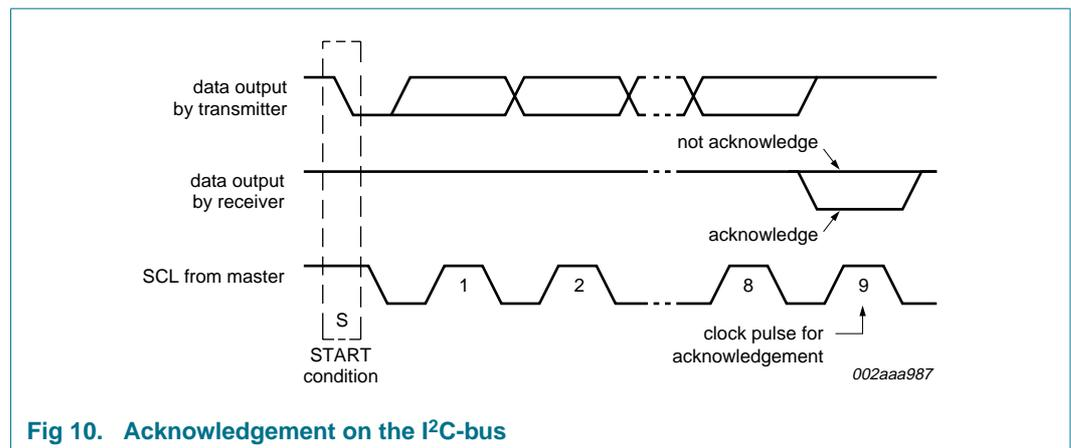 data output
by transmitter
not acknowledge
data output
by receiver
acknowledge
SCL from master
1
2
8
9
S
START
condition
clock pulse for
acknowledgement
002aaa987
Fig 10. Acknowledgement on the I²C-bus